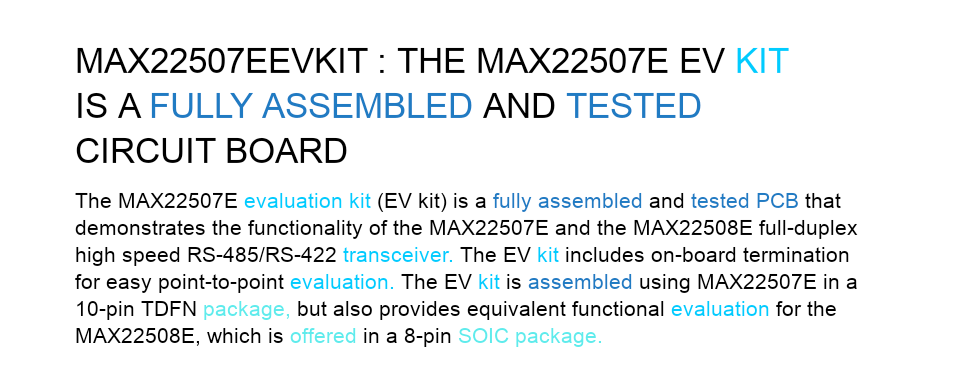 MAX22507EEVKIT : THE MAX22507E EV KIT
IS A FULLY ASSEMBLED AND TESTED
CIRCUIT BOARD
The MAX22507E evaluation kit (EV kit) is a fully assembled and tested PCB that
demonstrates the functionality of the MAX22507E and the MAX22508E full-duplex
high speed RS-485/RS-422 transceiver. The EV kit includes on-board termination
for easy point-to-point evaluation. The EV kit is assembled using MAX22507E in a
10-pin TDFN package, but also provides equivalent functional evaluation for the
MAX22508E, which is offered in a 8-pin SOIC package.